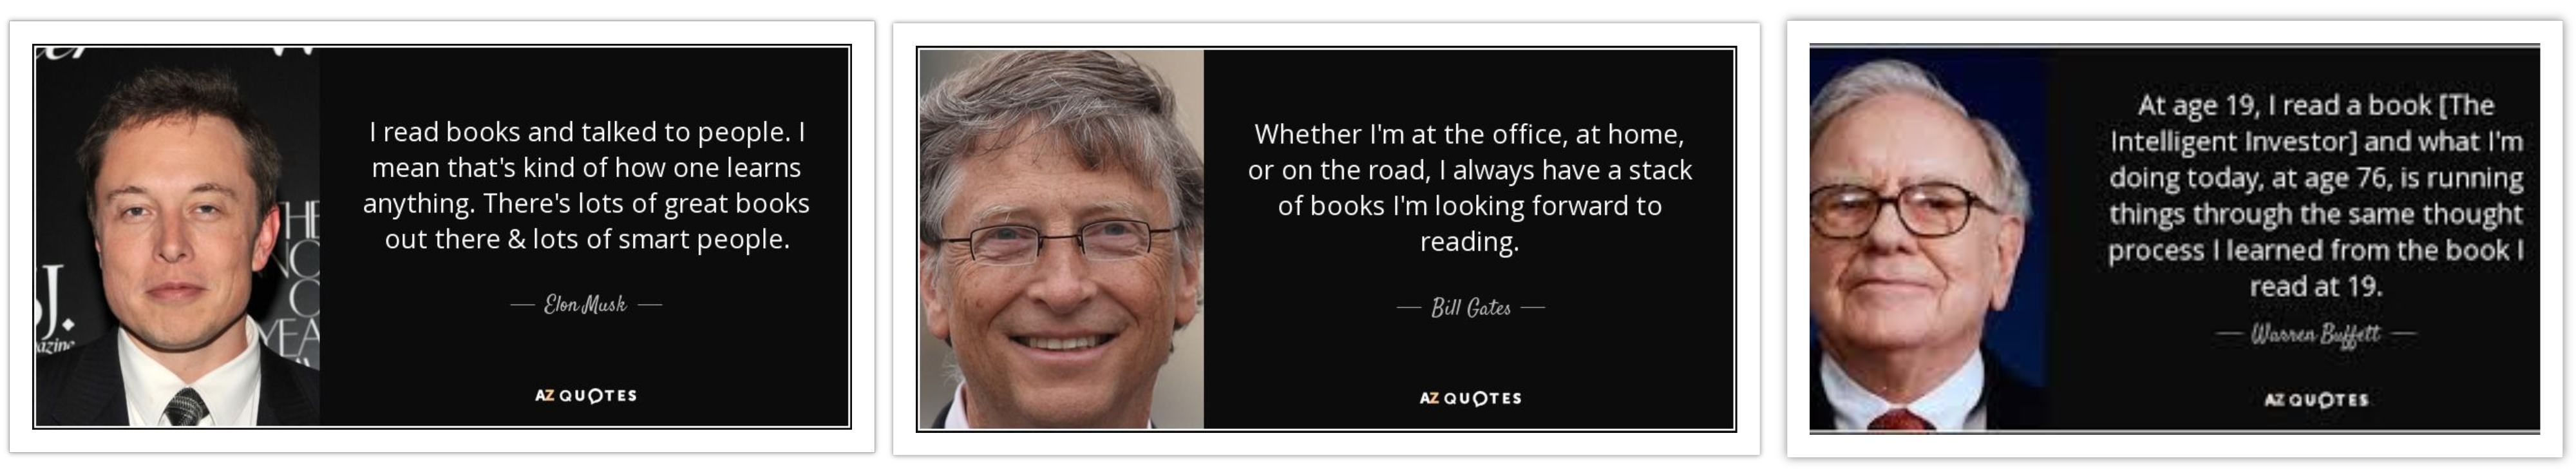 I read books and talked to people. I
mean that's kind of how one learns
anything. There's lots of great books
out there & lots of smart people.
Elon Musk
AZ QUOTES
THE
NO
O
YEA
J.
azine
Whether I'm at the office, at home,
or on the road, I always have a stack
of books I'm looking forward to
reading.
Bill Gates
AZ QUOTES
At age 19, I read a book [The
Intelligent Investor] and what I'm
doing today, at age 76, is running
things through the same thought
process I learned from the book I
read at 19.
Warren Buffett
AZ QUOTES